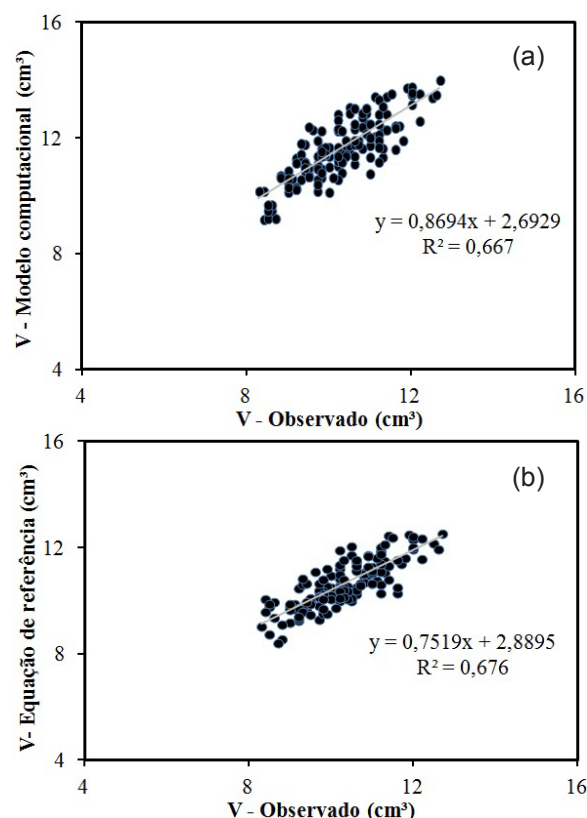 16
(a)
V - Modelo computacional (cm³)
12
y = 0,8694x + 2,6929
R² = 0,667
8
4
4
8
12
16
V - Observado (cm³)
16
(b)
V- Equação de referência (cm³)
12
y = 0,7519x + 2,8895
R² = 0,676
8
4
4
8
12
16
V - Observado (cm³)